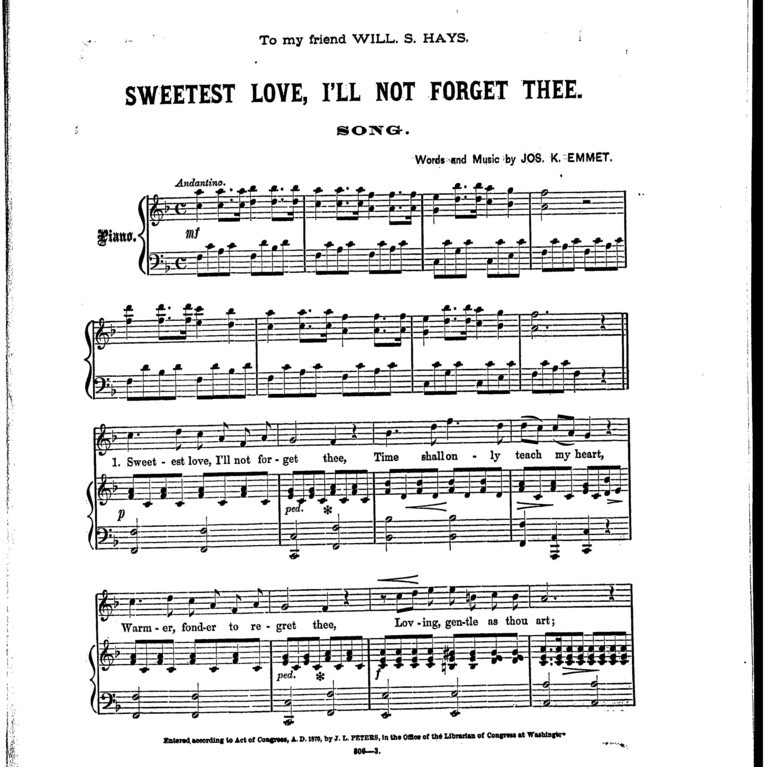 To my friend WILL. S. HAYS.
SWEETEST LOVE, I'LL NOT FORGET THEE.
SONG.
Words and Music by JOS. K. EMMET.
Andantino.
Piano.
mf
1. Sweet - est love, I'll not for - get thee, Time shall on - ly teach my heart,
p
ped. *
Warm - er, fond-er to re - gret thee, Lov - ing, gen-tle as thou art;
ped. * f
Entered according to Act of Congress, A. D. 1870, by J. L. PETERS, in the Office of the Librarian of Congress at Washington
806—3.